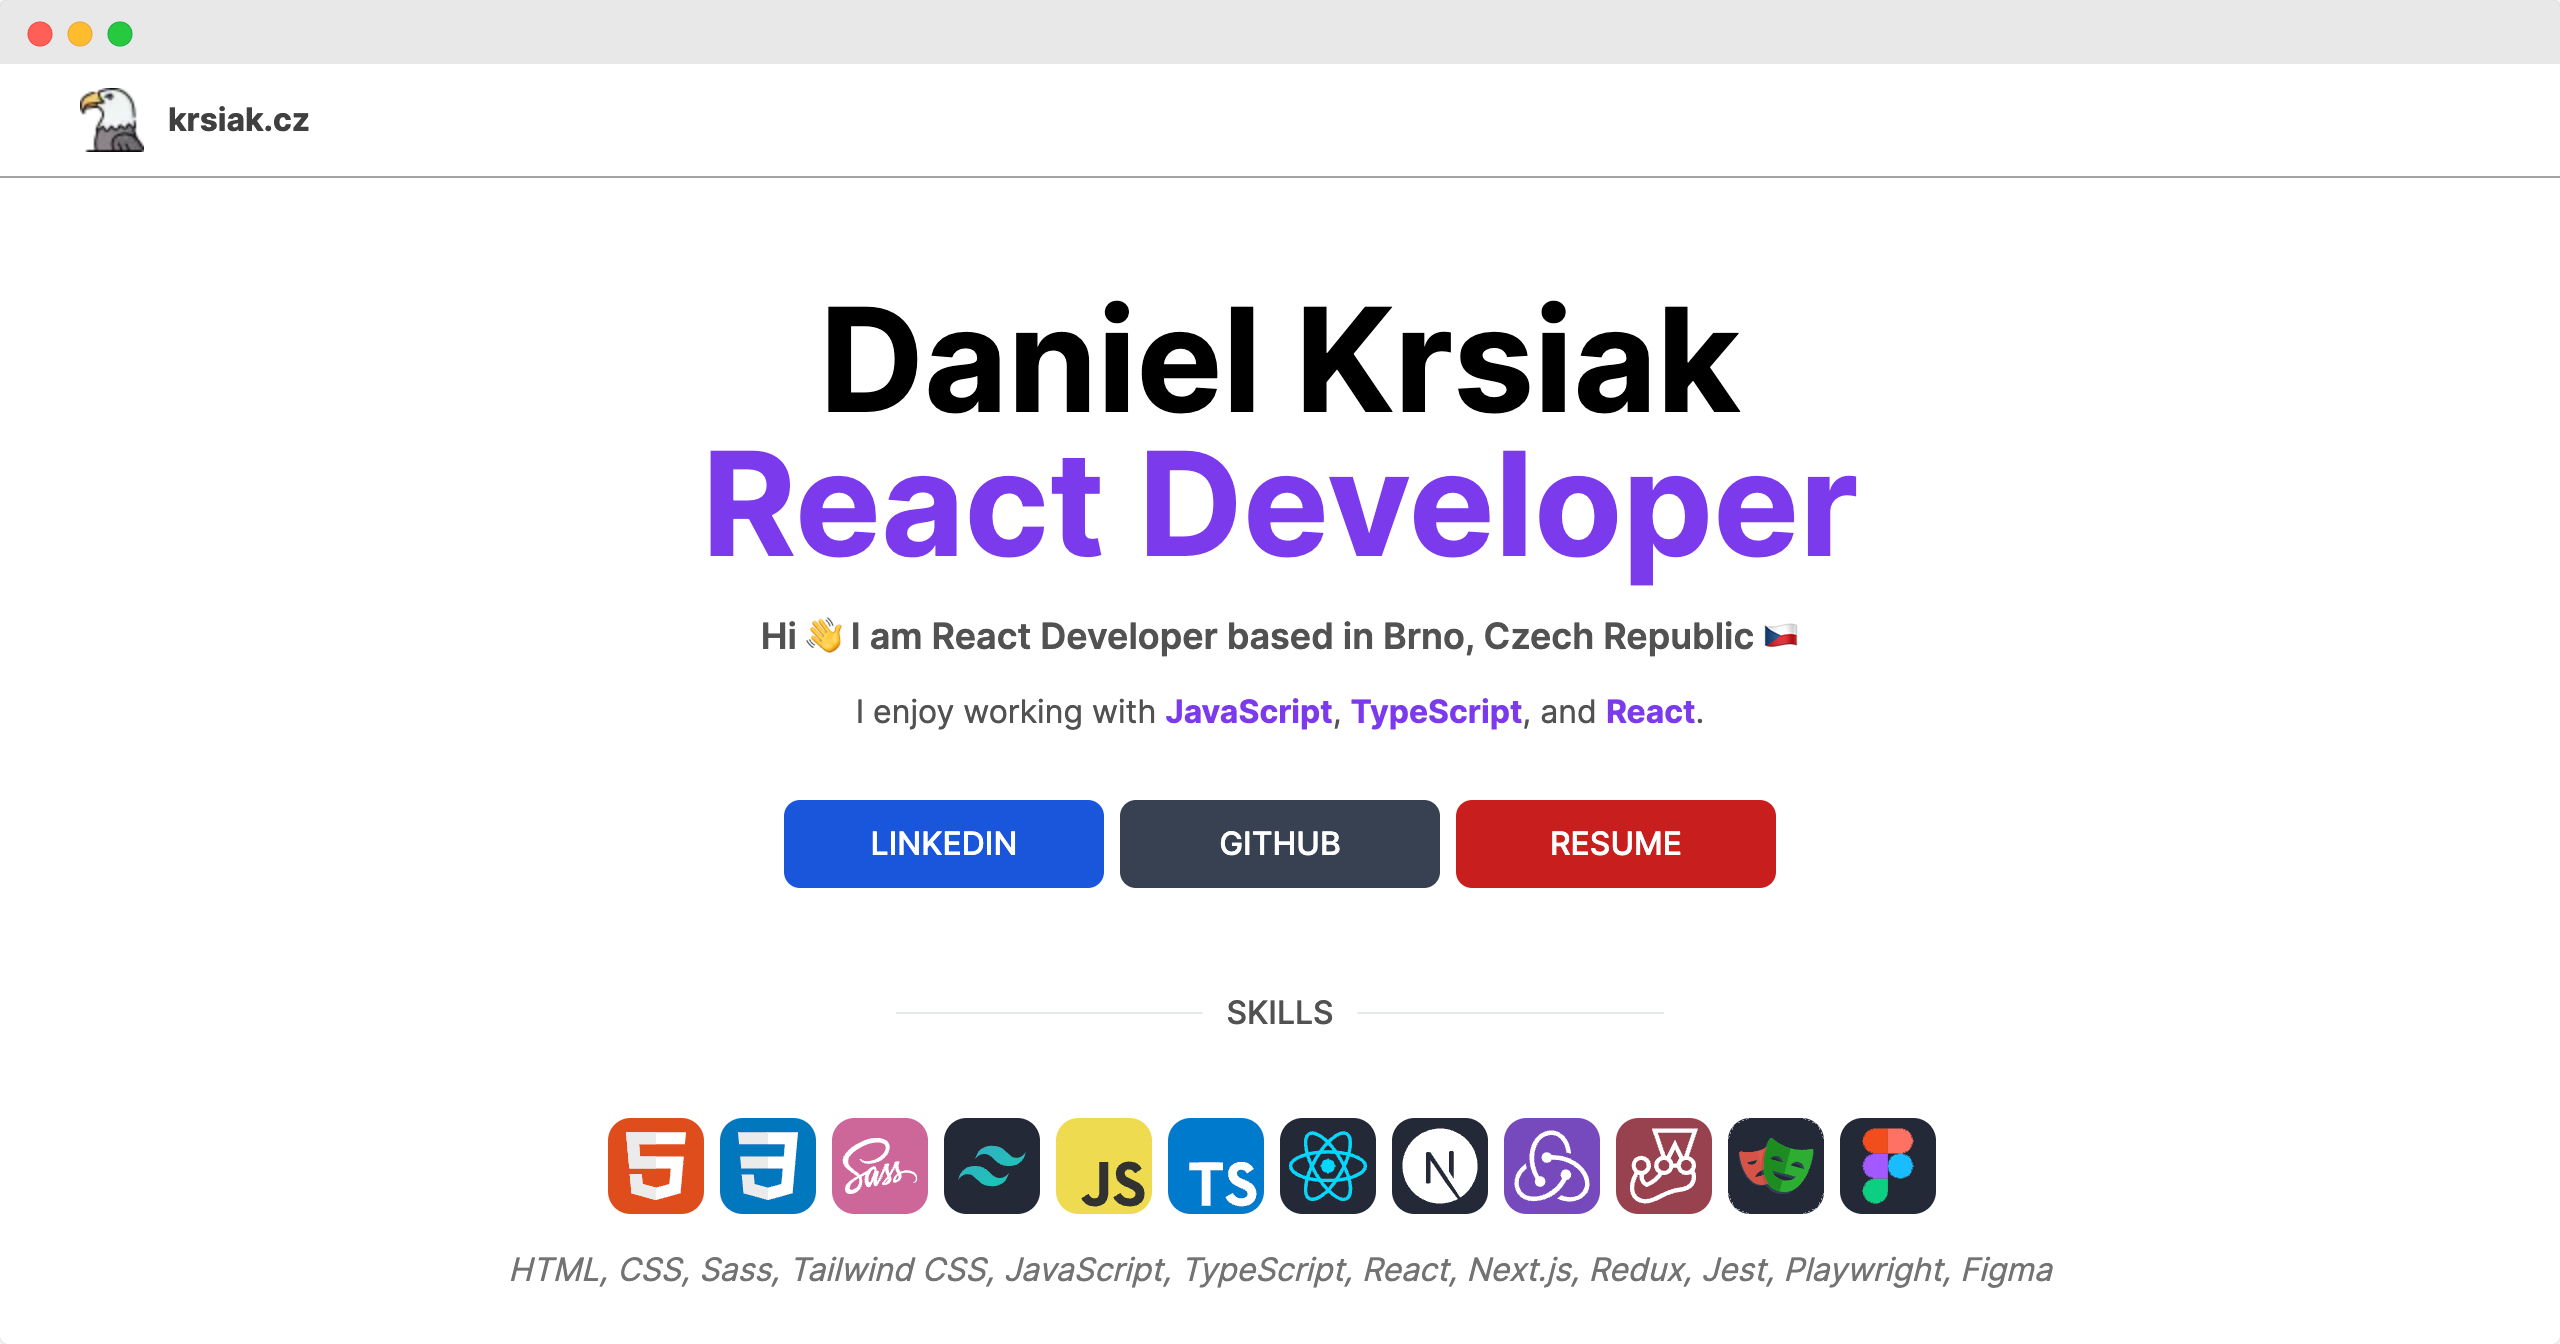 krsiak.cz
Daniel Krsiak
React Developer
Hi 👋 I am React Developer based in Brno, Czech Republic 🇨🇿
I enjoy working with JavaScript, TypeScript, and React.
LINKEDIN GITHUB RESUME
SKILLS
5 3 Sass JS TS N
HTML, CSS, Sass, Tailwind CSS, JavaScript, TypeScript, React, Next.js, Redux, Jest, Playwright, Figma